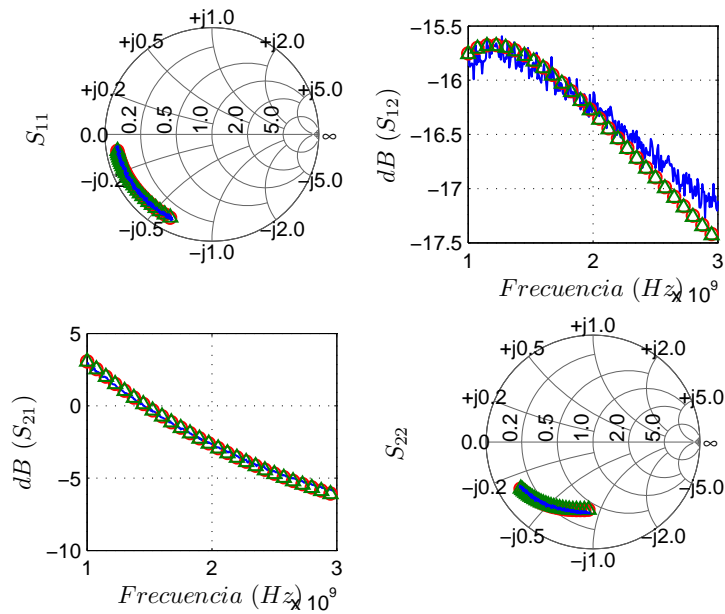 +j1.0
+j0.5
+j2.0
+j0.2
+j5.0
0.2
0.5
1.0
2.0
5.0
0.0
∞
−j0.2
−j5.0
−j0.5
−j2.0
−j1.0
S11
−15.5
−16
−16.5
−17
−17.5
dB (S12)
1
2
3
Frecuencia (Hz)
x 10^9
5
0
−5
−10
dB (S21)
1
2
3
Frecuencia (Hz)
x 10^9
+j1.0
+j0.5
+j2.0
+j0.2
+j5.0
0.2
0.5
1.0
2.0
5.0
0.0
∞
−j0.2
−j5.0
−j0.5
−j2.0
−j1.0
S22